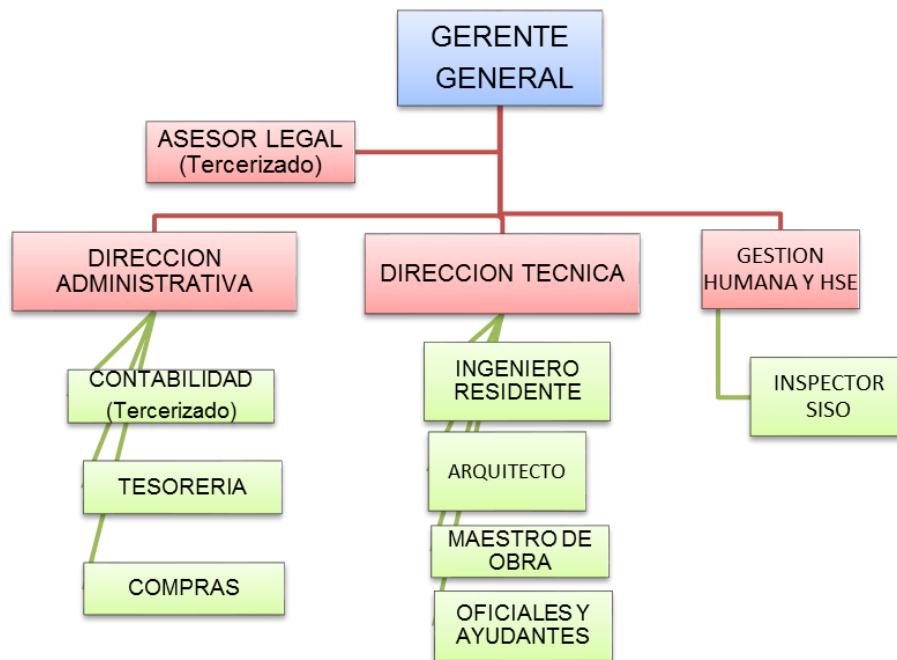 GERENTE
GENERAL
ASESOR LEGAL
(Tercerizado)
DIRECCION
ADMINISTRATIVA
DIRECCION TECNICA
GESTION
HUMANA Y HSE
CONTABILIDAD
(Tercerizado)
TESORERIA
COMPRAS
INGENIERO
RESIDENTE
ARQUITECTO
MAESTRO DE
OBRA
OFICIALES Y
AYUDANTES
INSPECTOR
SISO